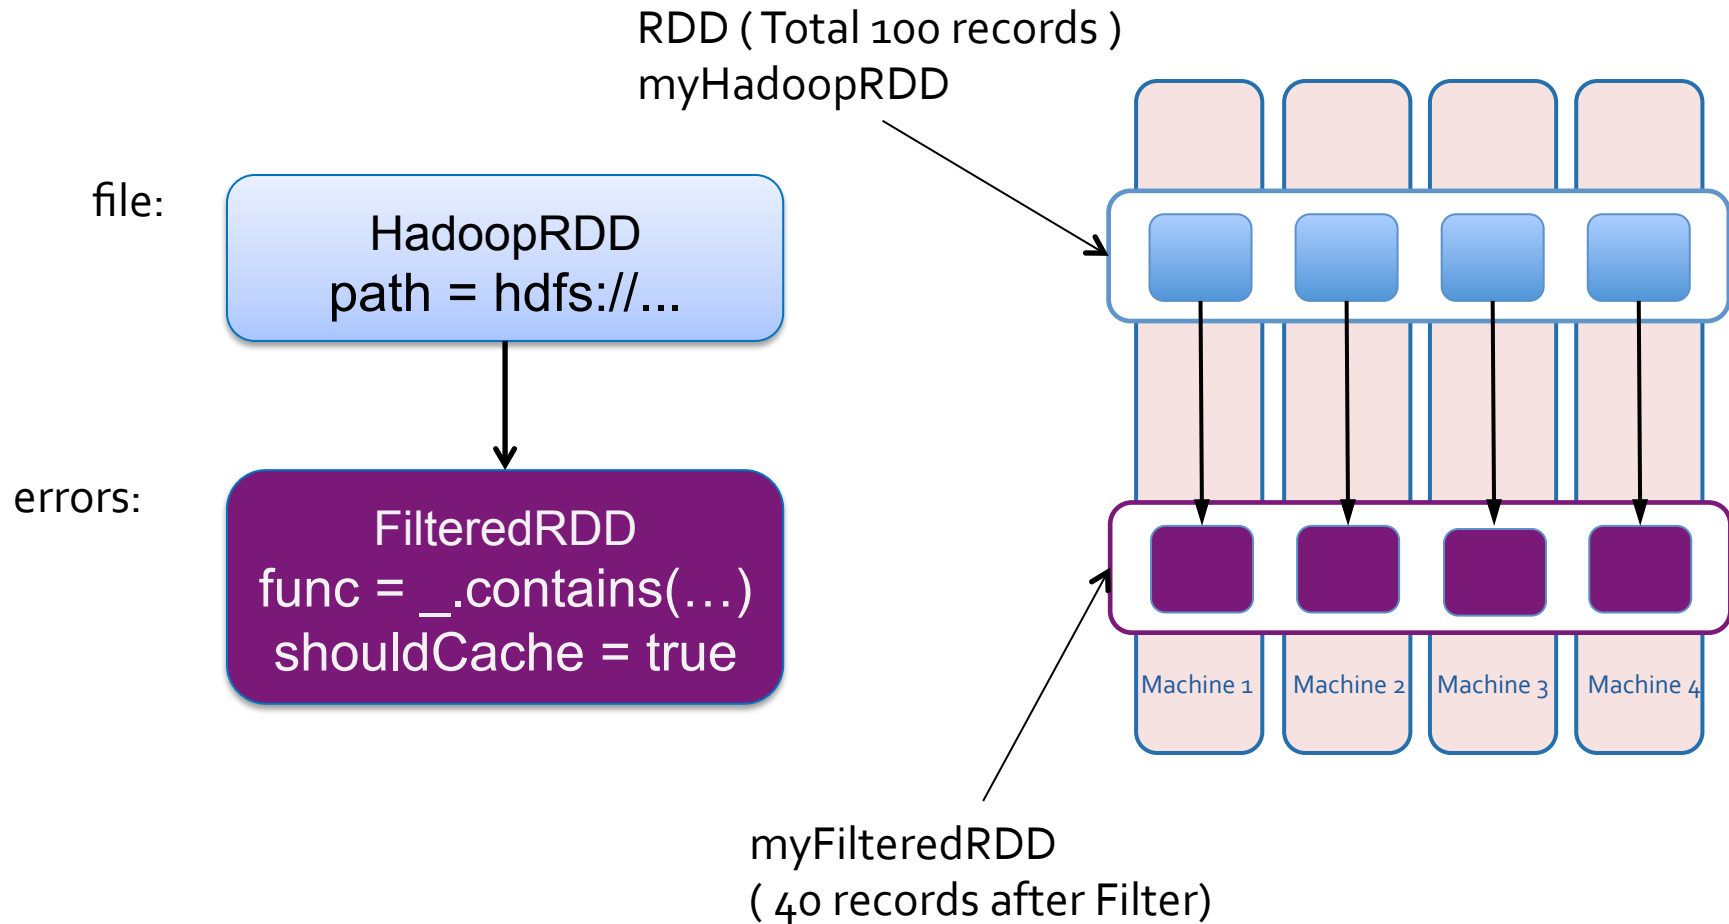 RDD ( Total 100 records )
myHadoopRDD
file:
HadoopRDD
path = hdfs://...
errors:
FilteredRDD
func = _.contains(…)
shouldCache = true
Machine 1
Machine 2
Machine 3
Machine 4
myFilteredRDD
( 40 records after Filter)